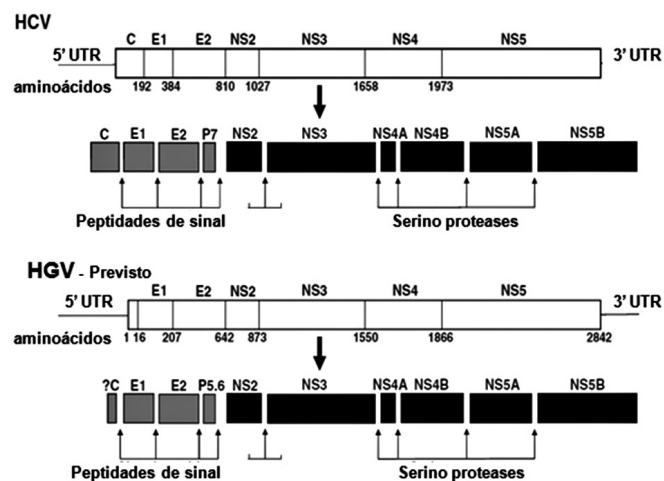 HCV
C E1 E2 NS2 NS3 NS4 NS5
5' UTR 3' UTR
aminoácidos 192 384 810 1027 1658 1973
C E1 E2 P7 NS2 NS3 NS4A NS4B NS5A NS5B
Peptidades de sinal Serino proteases
HGV - Previsto
E1 E2 NS2 NS3 NS4 NS5
5' UTR 3' UTR
aminoácidos 1 16 207 642 873 1550 1866 2842
?C E1 E2 P5.6 NS2 NS3 NS4A NS4B NS5A NS5B
Peptidades de sinal Serino proteases